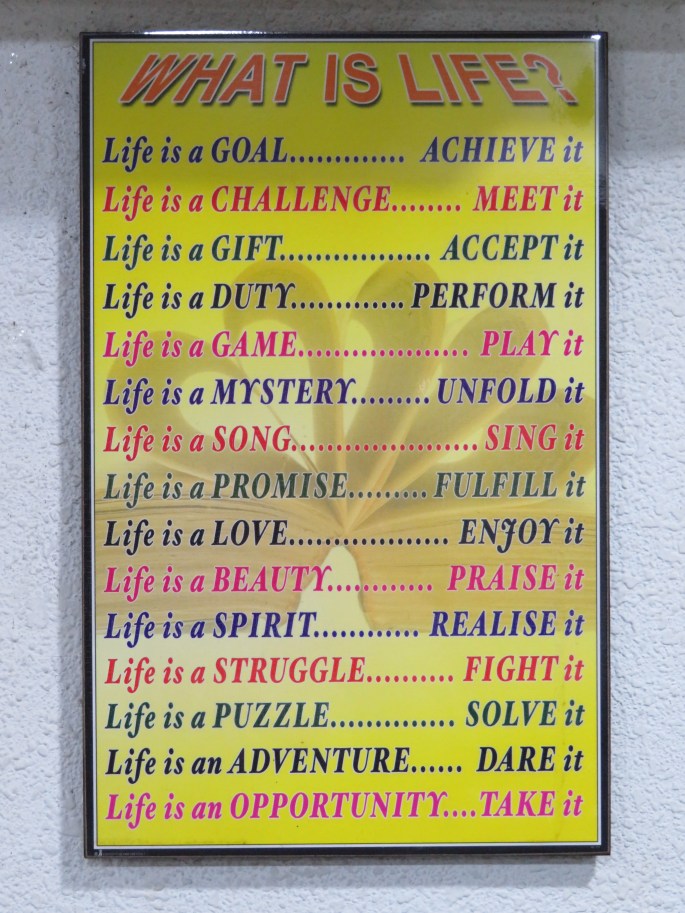 WHAT IS LIFE?
Life is a GOAL............. ACHIEVE it
Life is a CHALLENGE........ MEET it
Life is a GIFT................. ACCEPT it
Life is a DUTY............. PERFORM it
Life is a GAME................... PLAY it
Life is a MYSTERY......... UNFOLD it
Life is a SONG..................... SING it
Life is a PROMISE......... FULFILL it
Life is a LOVE.................. ENJOY it
Life is a BEAUTY............ PRAISE it
Life is a SPIRIT............ REALISE it
Life is a STRUGGLE.......... FIGHT it
Life is a PUZZLE.............. SOLVE it
Life is an ADVENTURE...... DARE it
Life is an OPPORTUNITY....TAKE it